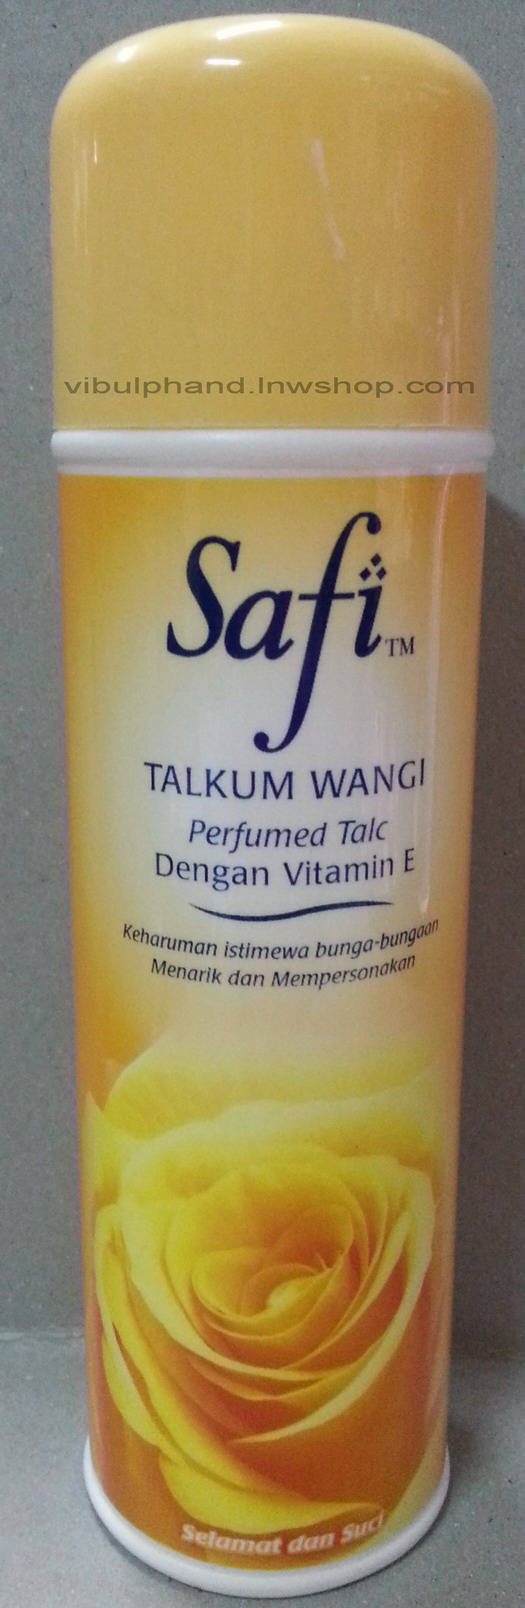 vibulphand.lnwshop.com
Safi™
TALKUM WANGI
Perfumed Talc
Dengan Vitamin E
Keharuman istimewa bunga-bungaan
Menarik dan Mempersonakan
Selamat dan Suci